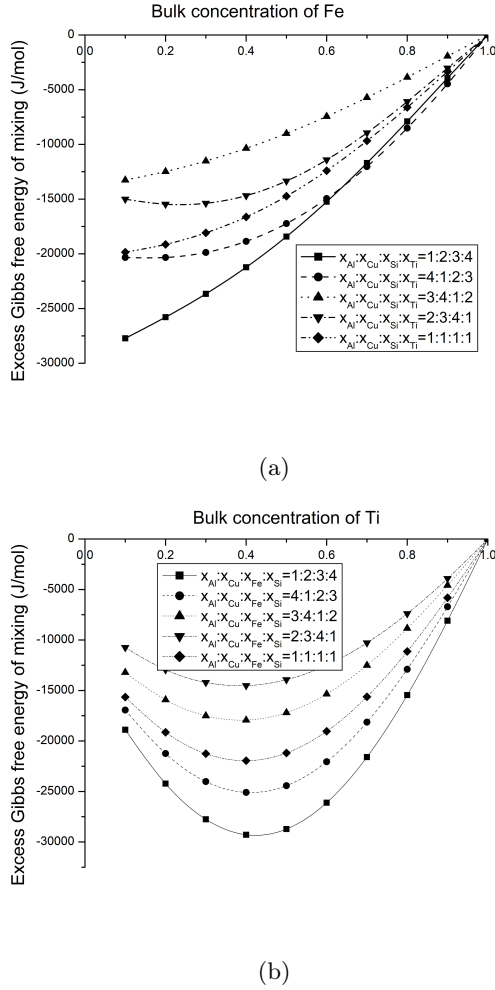 Bulk concentration of Fe
0.0 0.2 0.4 0.6 0.8 1.0
0
-5000
-10000
-15000
-20000
-25000
-30000
Excess Gibbs free energy of mixing (J/mol)
x_Al:x_Cu:x_Si:x_Ti=1:2:3:4
x_Al:x_Cu:x_Si:x_Ti=4:1:2:3
x_Al:x_Cu:x_Si:x_Ti=3:4:1:2
x_Al:x_Cu:x_Si:x_Ti=2:3:4:1
x_Al:x_Cu:x_Si:x_Ti=1:1:1:1
(a)
Bulk concentration of Ti
0.0 0.2 0.4 0.6 0.8 1.0
0
-5000
-10000
-15000
-20000
-25000
-30000
Excess Gibbs free energy of mixing (J/mol)
x_Al:x_Cu:x_Fe:x_Si=1:2:3:4
x_Al:x_Cu:x_Fe:x_Si=4:1:2:3
x_Al:x_Cu:x_Fe:x_Si=3:4:1:2
x_Al:x_Cu:x_Fe:x_Si=2:3:4:1
x_Al:x_Cu:x_Fe:x_Si=1:1:1:1
(b)